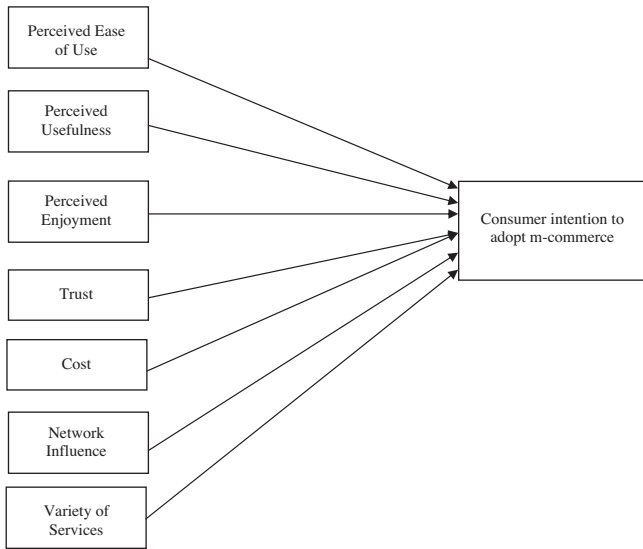 Perceived Ease
of Use
Perceived
Usefulness
Perceived
Enjoyment
Consumer intention to
adopt m-commerce
Trust
Cost
Network
Influence
Variety of
Services